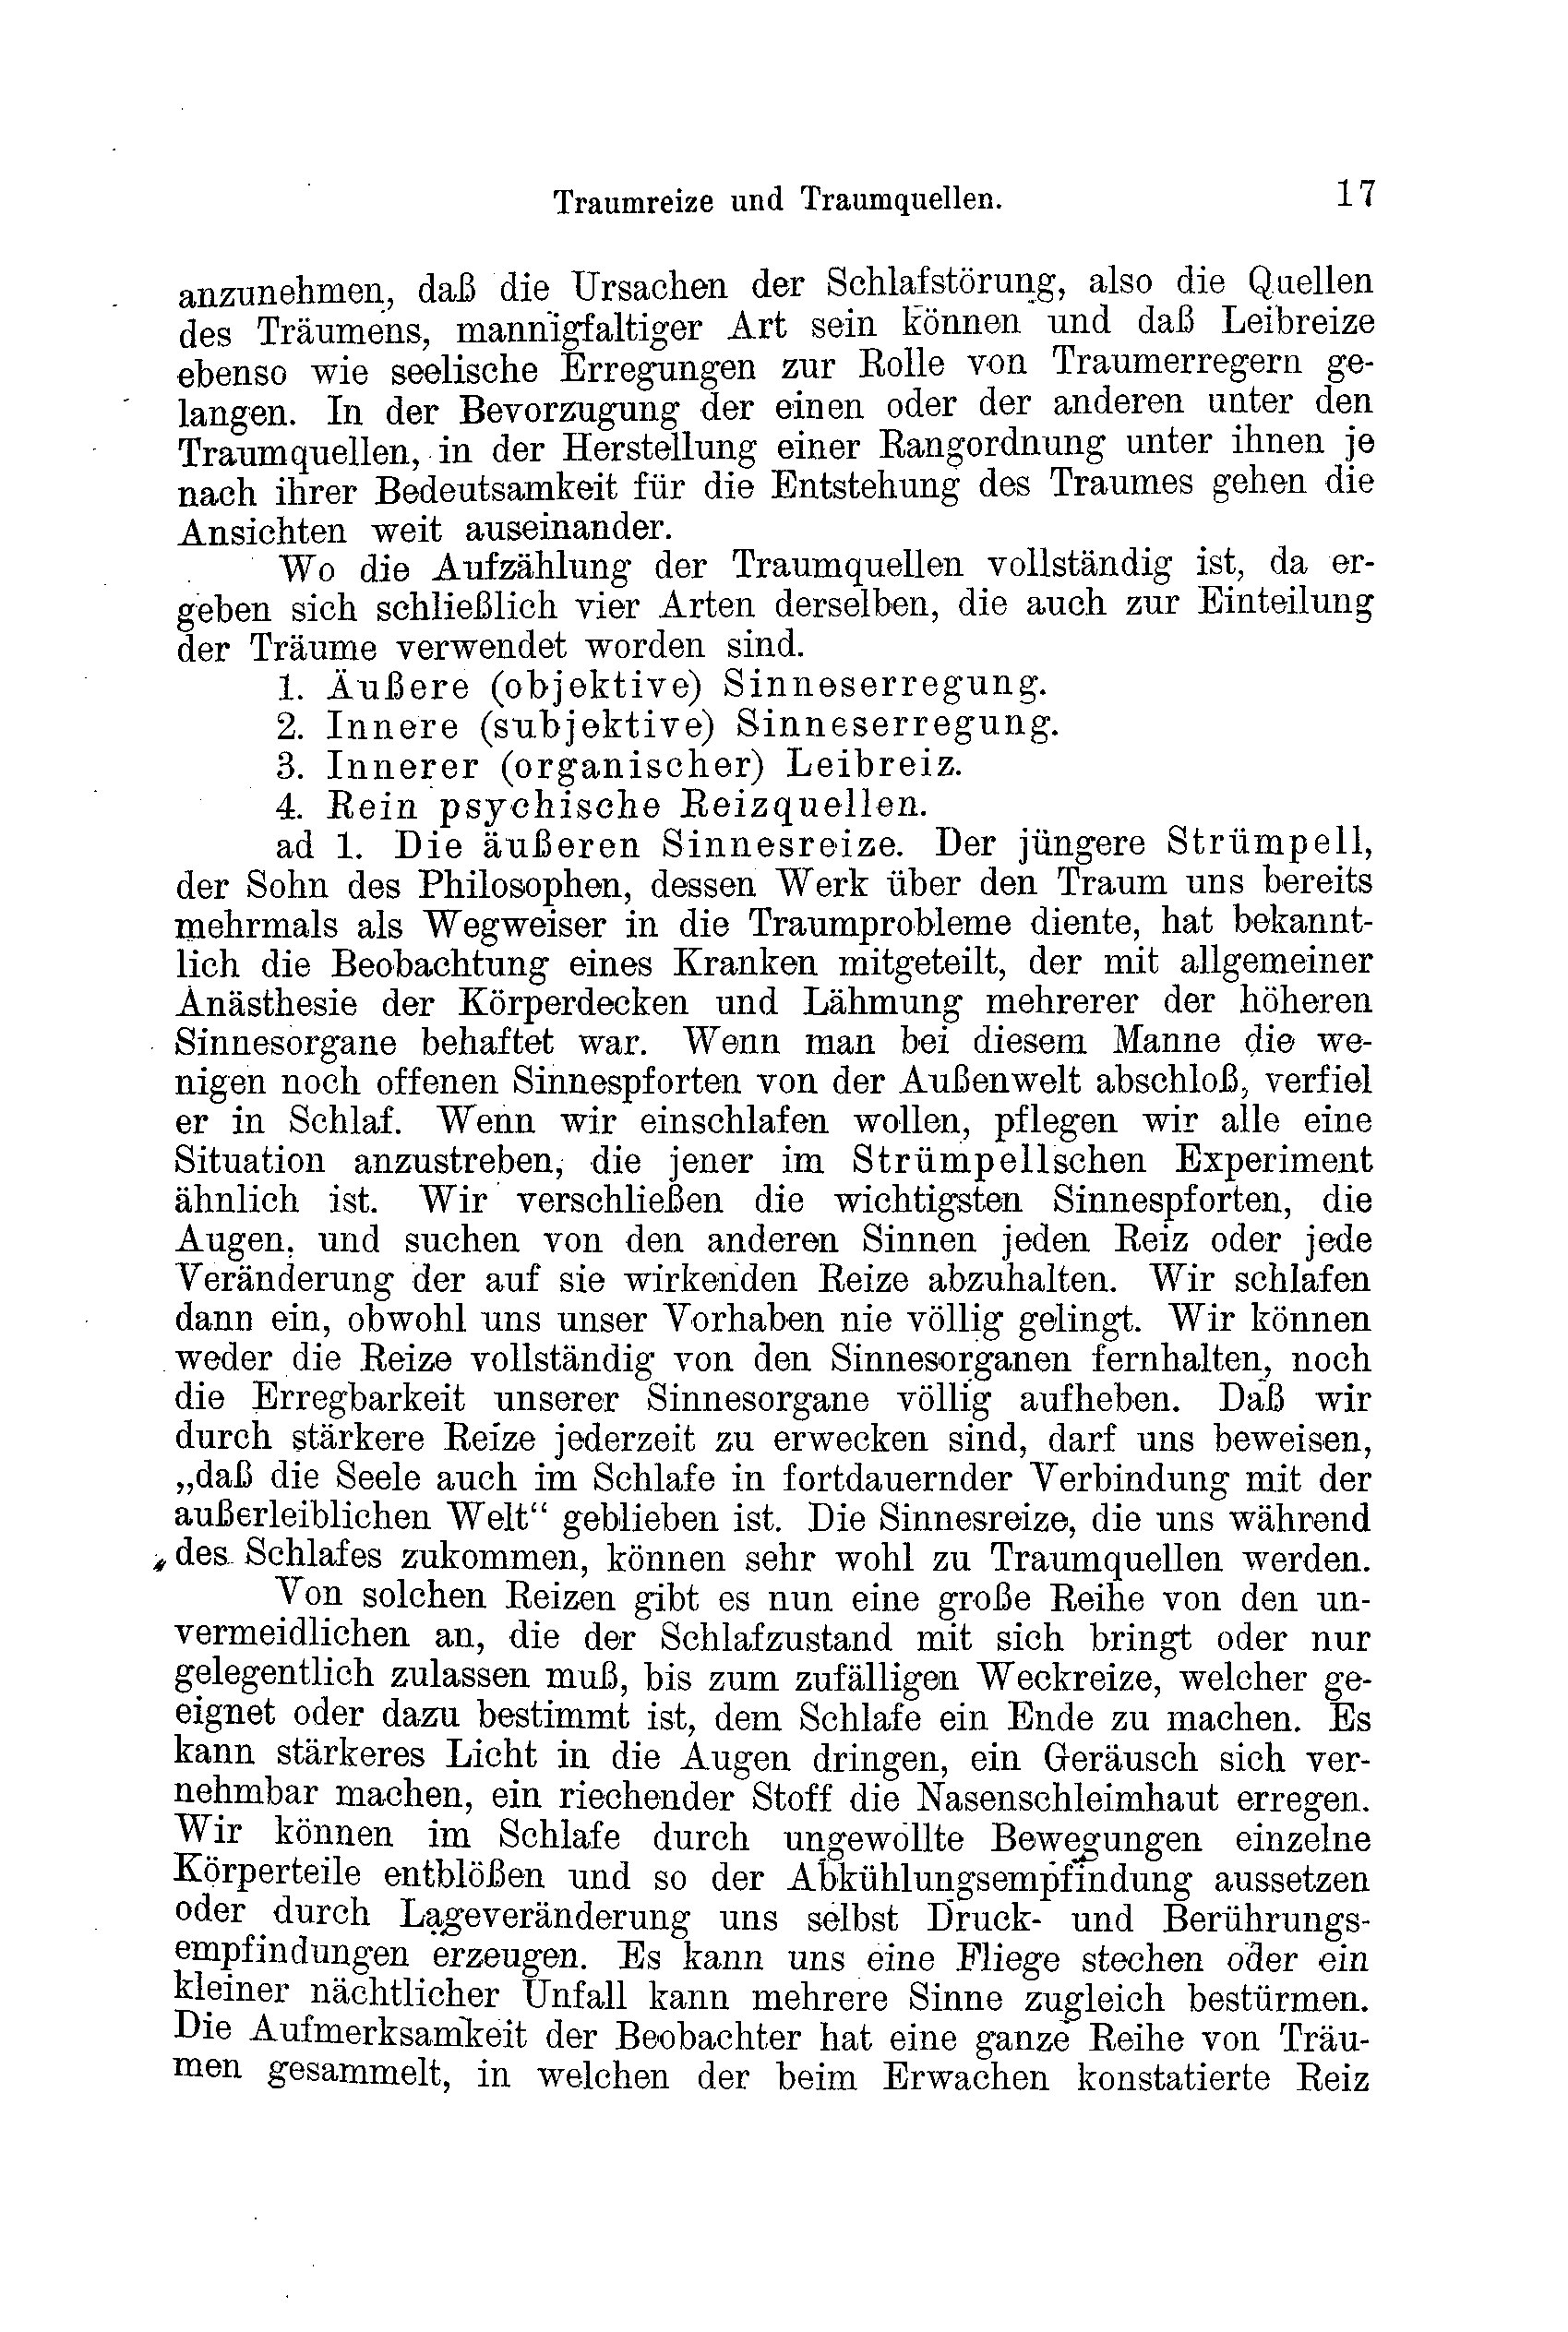 Traumreize und Traumquellen. 17
anzunehmen, daß die Ursachen der Schlafstörung, also die Quellen
des Träumens, mannigfaltiger Art sein können und daß Leibreize
ebenso wie seelische Erregungen zur Rolle von Traumerregern ge-
langen. In der Bevorzugung der einen oder der anderen unter den
Traumquellen, in der Herstellung einer Rangordnung unter ihnen je
nach ihrer Bedeutsamkeit für die Entstehung des Traumes gehen die
Ansichten weit auseinander.
Wo die Aufzählung der Traumquellen vollständig ist, da er-
geben sich schließlich vier Arten derselben, die auch zur Einteilung
der Träume verwendet worden sind.
1. Äußere (objektive) Sinneserregung.
2. Innere (subjektive) Sinneserregung.
3. Innerer (organischer) Leibreiz.
4. Rein psychische Reizquellen.
ad 1. Die äußeren Sinnesreize. Der jüngere Strümpell,
der Sohn des Philosophen, dessen Werk über den Traum uns bereits
mehrmals als Wegweiser in die Traumprobleme diente, hat bekannt-
lich die Beobachtung eines Kranken mitgeteilt, der mit allgemeiner
Anästhesie der Körperdecken und Lähmung mehrerer der höheren
Sinnesorgane behaftet war. Wenn man bei diesem Manne die we-
nigen noch offenen Sinnespforten von der Außenwelt abschloß, verfiel
er in Schlaf. Wenn wir einschlafen wollen, pflegen wir alle eine
Situation anzustreben, die jener im Strümpellschen Experiment
ähnlich ist. Wir verschließen die wichtigsten Sinnespforten, die
Augen, und suchen von den anderen Sinnen jeden Reiz oder jede
Veränderung der auf sie wirkenden Reize abzuhalten. Wir schlafen
dann ein, obwohl uns unser Vorhaben nie völlig gelingt. Wir können
weder die Reize vollständig von den Sinnesorganen fernhalten, noch
die Erregbarkeit unserer Sinnesorgane völlig aufheben. Daß wir
durch stärkere Reize jederzeit zu erwecken sind, darf uns beweisen,
„daß die Seele auch im Schlafe in fortdauernder Verbindung mit der
außerleiblichen Welt“ geblieben ist. Die Sinnesreize, die uns während
des Schlafes zukommen, können sehr wohl zu Traumquellen werden.
Von solchen Reizen gibt es nun eine große Reihe von den un-
vermeidlichen an, die der Schlafzustand mit sich bringt oder nur
gelegentlich zulassen muß, bis zum zufälligen Weckreize, welcher ge-
eignet oder dazu bestimmt ist, dem Schlafe ein Ende zu machen. Es
kann stärkeres Licht in die Augen dringen, ein Geräusch sich ver-
nehmbar machen, ein riechender Stoff die Nasenschleimhaut erregen.
Wir können im Schlafe durch ungewollte Bewegungen einzelne
Körperteile entblößen und so der Abkühlungsempfindung aussetzen
oder durch Lageveränderung uns selbst Druck- und Berührungs-
empfindungen erzeugen. Es kann uns eine Fliege stechen oder ein
kleiner nächtlicher Unfall kann mehrere Sinne zugleich bestürmen.
Die Aufmerksamkeit der Beobachter hat eine ganze Reihe von Träu-
men gesammelt, in welchen der beim Erwachen konstatierte Reiz